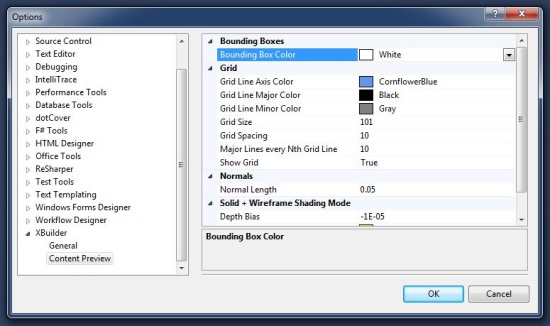 Options
Source Control
Text Editor
Debugging
IntelliTrace
Performance Tools
Database Tools
dotCover
F# Tools
HTML Designer
Office Tools
ReSharper
Test Tools
Text Templating
Windows Forms Designer
Workflow Designer
XBuilder
General
Content Preview
Bounding Boxes
Bounding Box Color White
Grid
Grid Line Axis Color CornflowerBlue
Grid Line Major Color Black
Grid Line Minor Color Gray
Grid Size 101
Grid Spacing 10
Major Lines every Nth Grid Line 10
Show Grid True
Normals
Normal Length 0.05
Solid + Wireframe Shading Mode
Depth Bias -1E-05
Bounding Box Color
OK Cancel